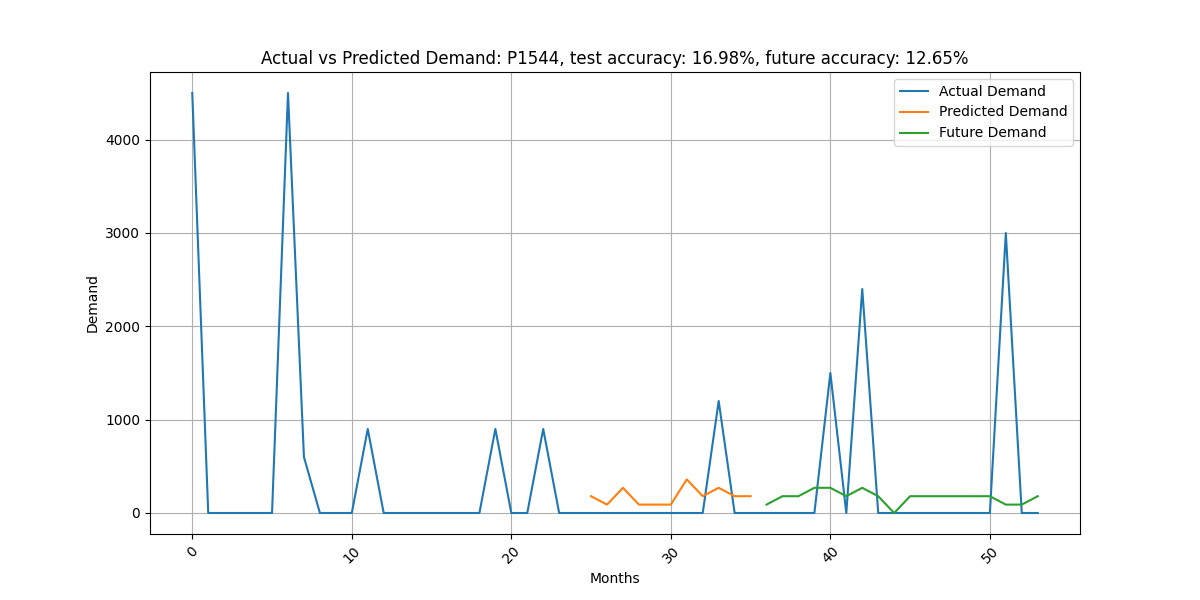 Actual vs Predicted Demand: P1544, test accuracy: 16.98%, future accuracy: 12.65%
Actual Demand
Predicted Demand
Future Demand
4000
3000
2000
1000
0
Demand
0
10
20
30
40
50
Months